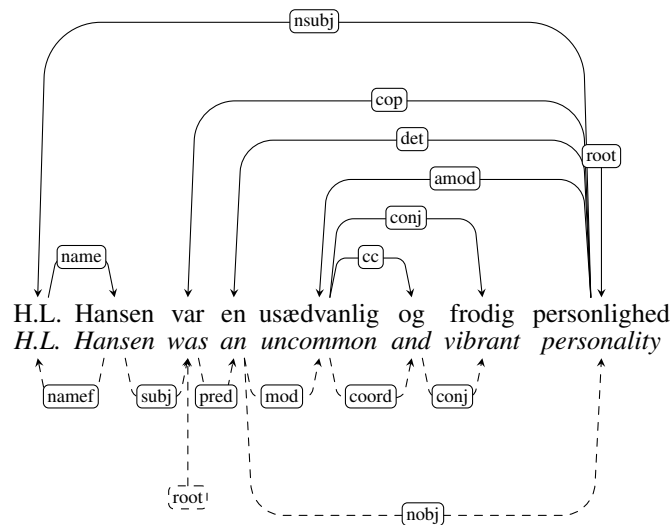 nsubj
cop
det
root
amod
conj
name
cc
H.L. Hansen var en usædvanlig og frodig personlighed
H.L. Hansen was an uncommon and vibrant personality
namef subj pred mod coord conj
root
nobj